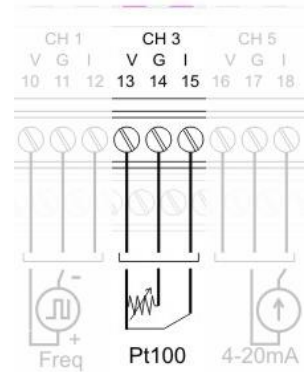 CH 1 CH 3 CH 5
V G I V G I V G I
10 11 12 13 14 15 16 17 18
- +
Freq Pt100 4-20mA